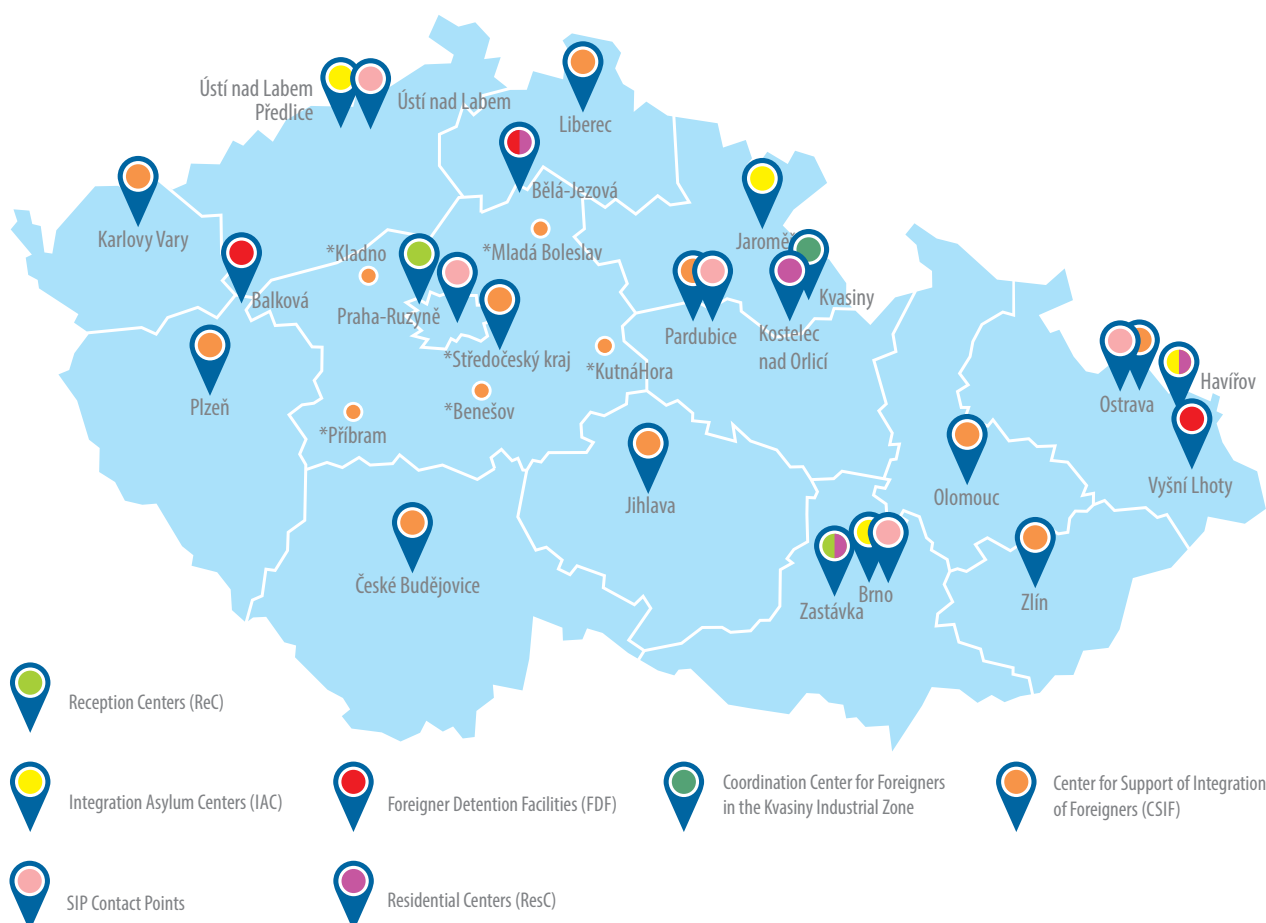 Ústí nad Labem
Předlice
Ústí nad Labem
Liberec
Bělá-Jezová
Karlovy Vary
Jaroměř
*Mladá Boleslav
*Kladno
Balková
Kvasiny
Praha-Ruzyně
Pardubice
Kostelec
nad Orlicí
*Středočeský kraj
*KutnáHora
Havířov
Ostrava
Plzeň
*Benešov
*Příbram
Vyšní Lhoty
Olomouc
Jihlava
České Budějovice
Brno
Zastávka
Zlín
Reception Centers (ReC)
Integration Asylum Centers (IAC)
Foreigner Detention Facilities (FDF)
Coordination Center for Foreigners
in the Kvasiny Industrial Zone
Center for Support of Integration
of Foreigners (CSIF)
SIP Contact Points
Residential Centers (ResC)